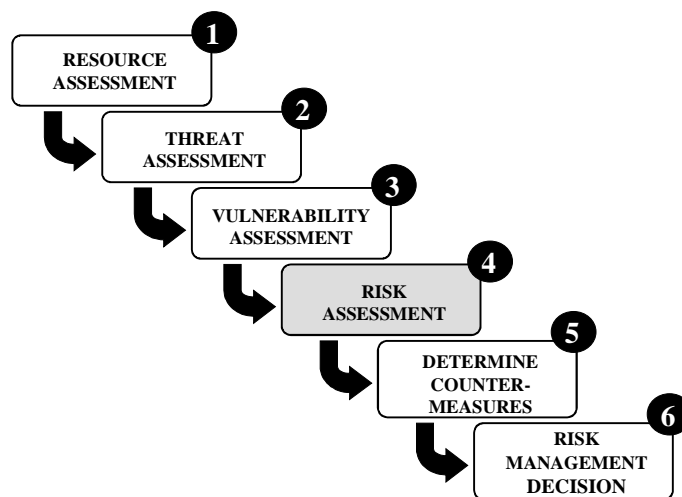 1
RESOURCE
ASSESSMENT
2
THREAT
ASSESSMENT
3
VULNERABILITY
ASSESSMENT
4
RISK
ASSESSMENT
5
DETERMINE
COUNTER-
MEASURES
6
RISK
MANAGEMENT
DECISION